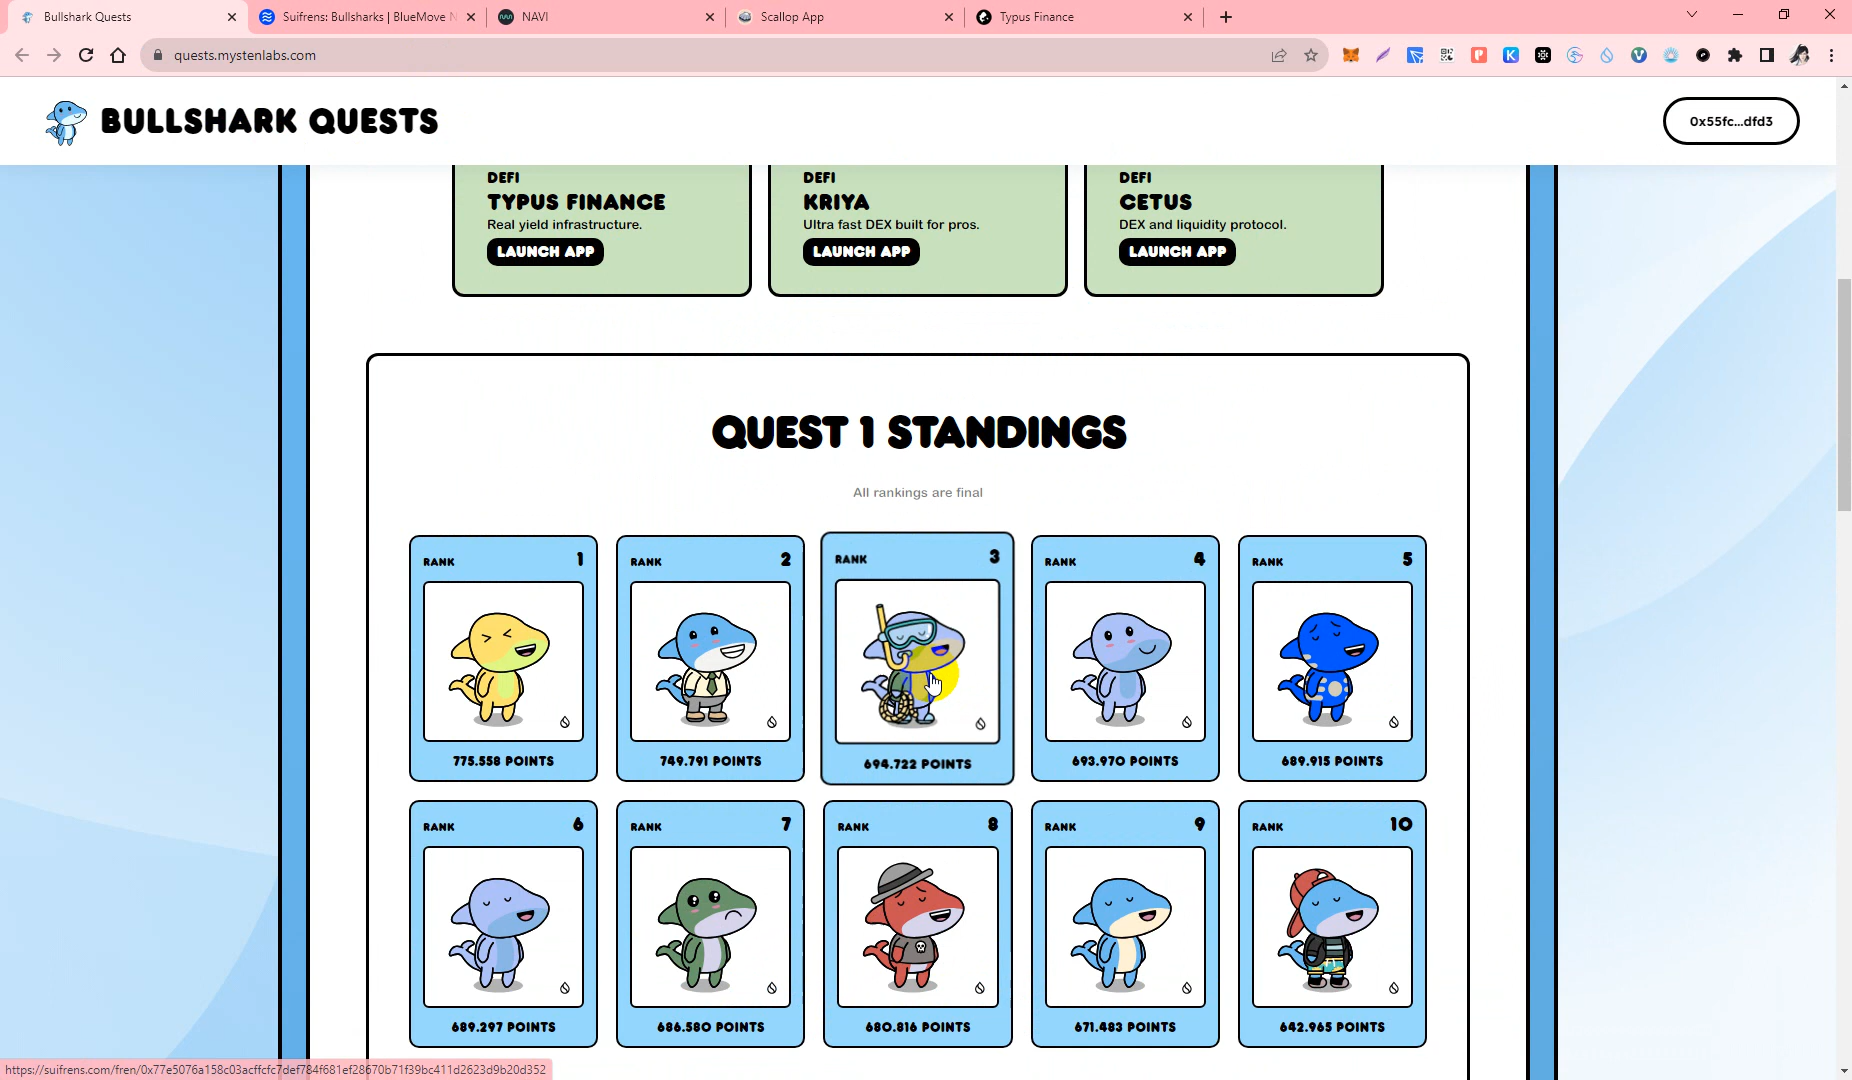 Bullshark Quests
Suifrens: Bullsharks | BlueMove N
NAVI
Scallop App
Typus Finance
quests.mystenlabs.com
BULLSHARK QUESTS
0x55fc...dfd3
DEFI
TYPUS FINANCE
Real yield infrastructure.
LAUNCH APP
DEFI
KRIYA
Ultra fast DEX built for pros.
LAUNCH APP
DEFI
CETUS
DEX and liquidity protocol.
LAUNCH APP
QUEST 1 STANDINGS
All rankings are final
RANK 1
775.558 POINTS
RANK 2
749.791 POINTS
RANK 3
694.722 POINTS
RANK 4
693.970 POINTS
RANK 5
689.915 POINTS
RANK 6
689.297 POINTS
RANK 7
686.580 POINTS
RANK 8
680.816 POINTS
RANK 9
671.483 POINTS
RANK 10
642.965 POINTS
https://suifrens.com/fren/0x77e5076a158c03acffcfc7def784f681ef28670b71f39bc411d2623d9b20d352